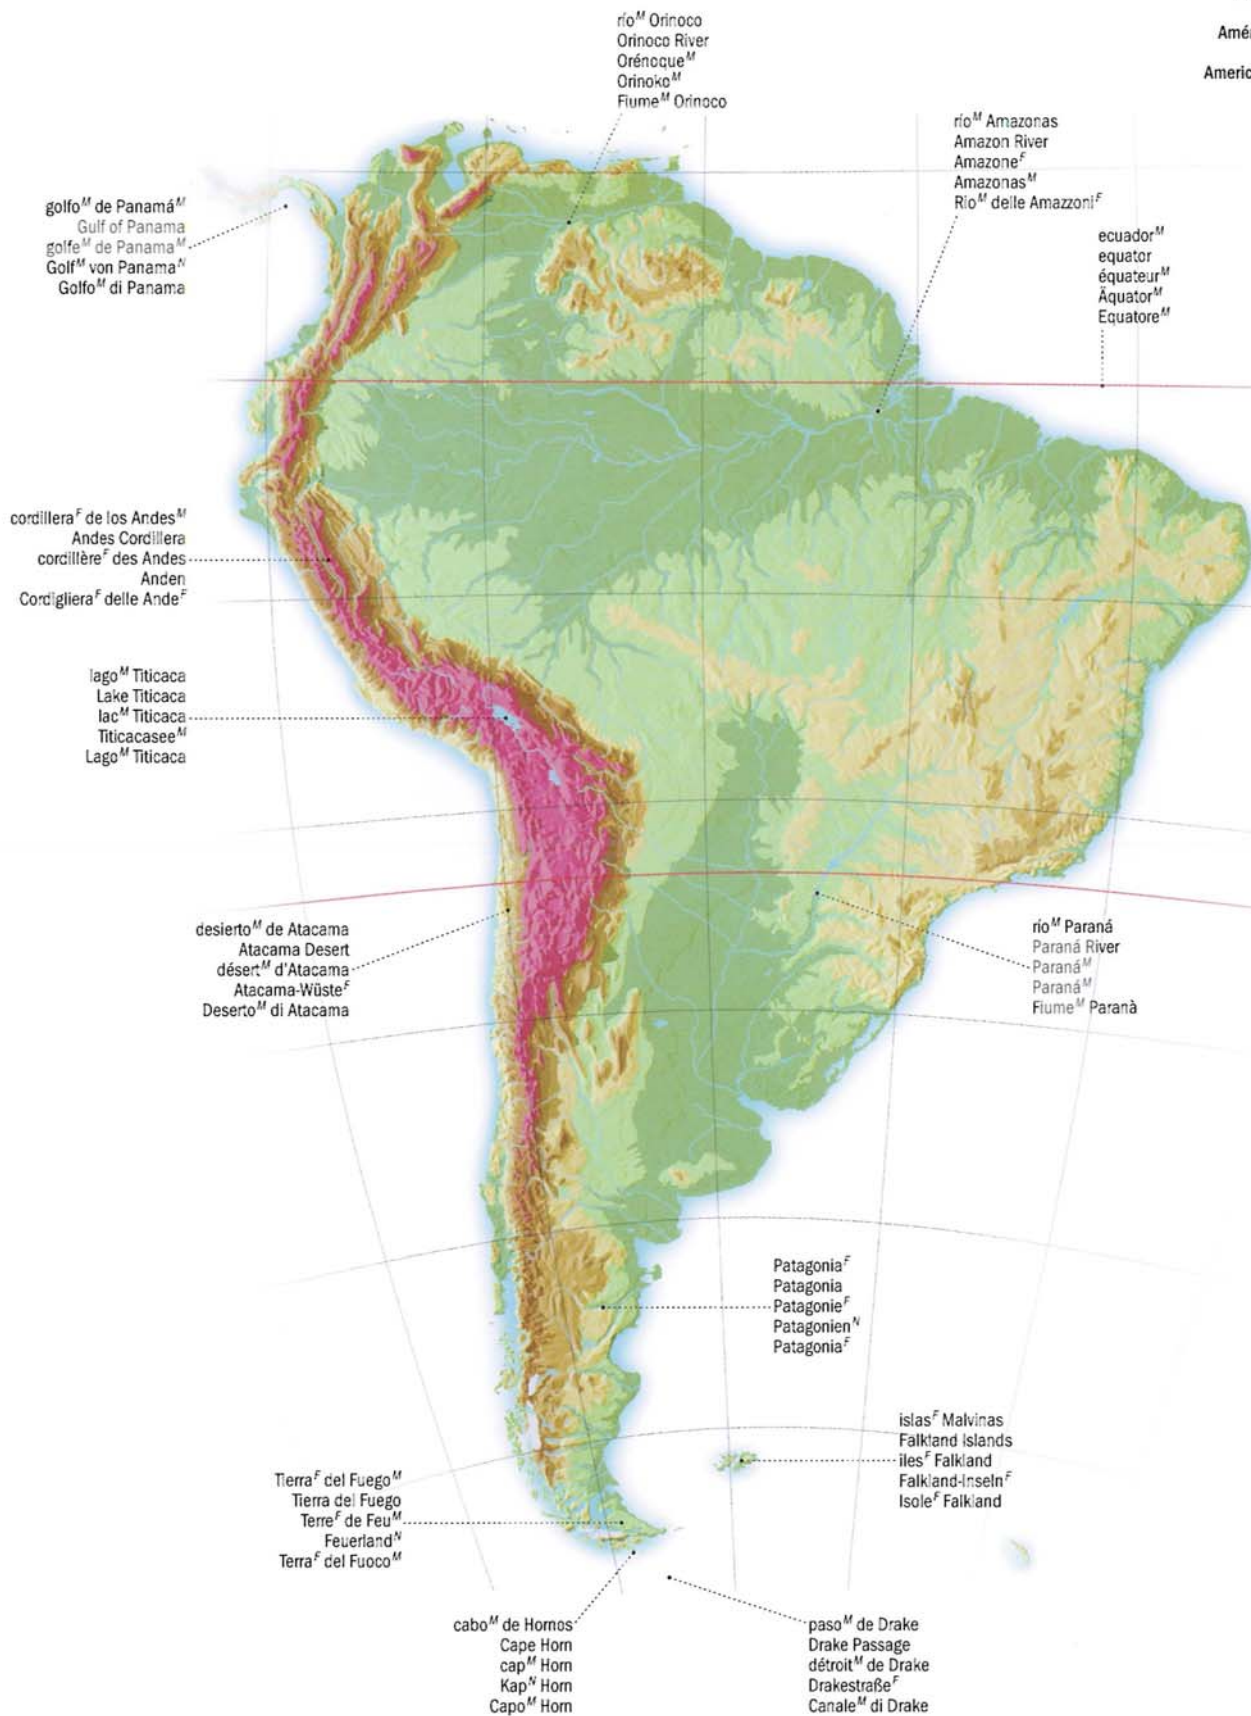 río^M Orinoco
Orinoco River
Orénoque^M
Orinoko^M
Fiume^M Orinoco
río^M Amazonas
Amazon River
Amazone^F
Amazonas^M
Rio^M delle Amazzoni^F
golfo^M de Panamá^M
Gulf of Panama
golfe^M de Panama^M
Golf^M von Panama^N
Golfo^M di Panama
ecuador^M
equator
équateur^M
Äquator^M
Equatore^M
cordillera^F de los Andes^M
Andes Cordillera
cordillère^F des Andes
Anden
Cordigliera^F delle Ande^F
lago^M Titicaca
Lake Titicaca
lac^M Titicaca
Titicacasee^M
Lago^M Titicaca
desierto^M de Atacama
Atacama Desert
désert^M d'Atacama
Atacama-Wüste^F
Deserto^M di Atacama
río^M Paraná
Paraná River
Paraná^M
Paraná^M
Fiume^M Paranà
Patagonia^F
Patagonia
Patagonie^F
Patagonien^N
Patagonia^F
islas^F Malvinas
Falkland Islands
îles^F Falkland
Falkland-Inseln^F
Isole^F Falkland
Tierra^F del Fuego^M
Tierra del Fuego
Terre^F de Feu^M
Feuerland^N
Terra^F del Fuoco^M
cabo^M de Hornos
Cape Horn
cap^M Horn
Kap^N Horn
Capo^M Horn
paso^M de Drake
Drake Passage
détroit^M de Drake
Drakestraße^F
Canale^M di Drake